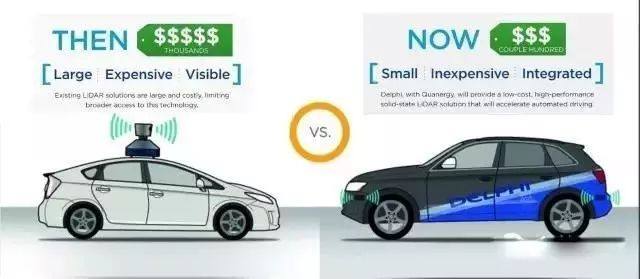 THEN $$$$$
THOUSANDS
[ Large | Expensive | Visible ]
Existing LiDAR solutions are large and costly, limiting
broader access to this technology.
VS.
NOW $$$
COUPLE HUNDRED
[ Small | Inexpensive | Integrated ]
Delphi, with Quanergy, will provide a low-cost, high-performance
solid-state LiDAR solution that will accelerate automated driving.
DELPHI